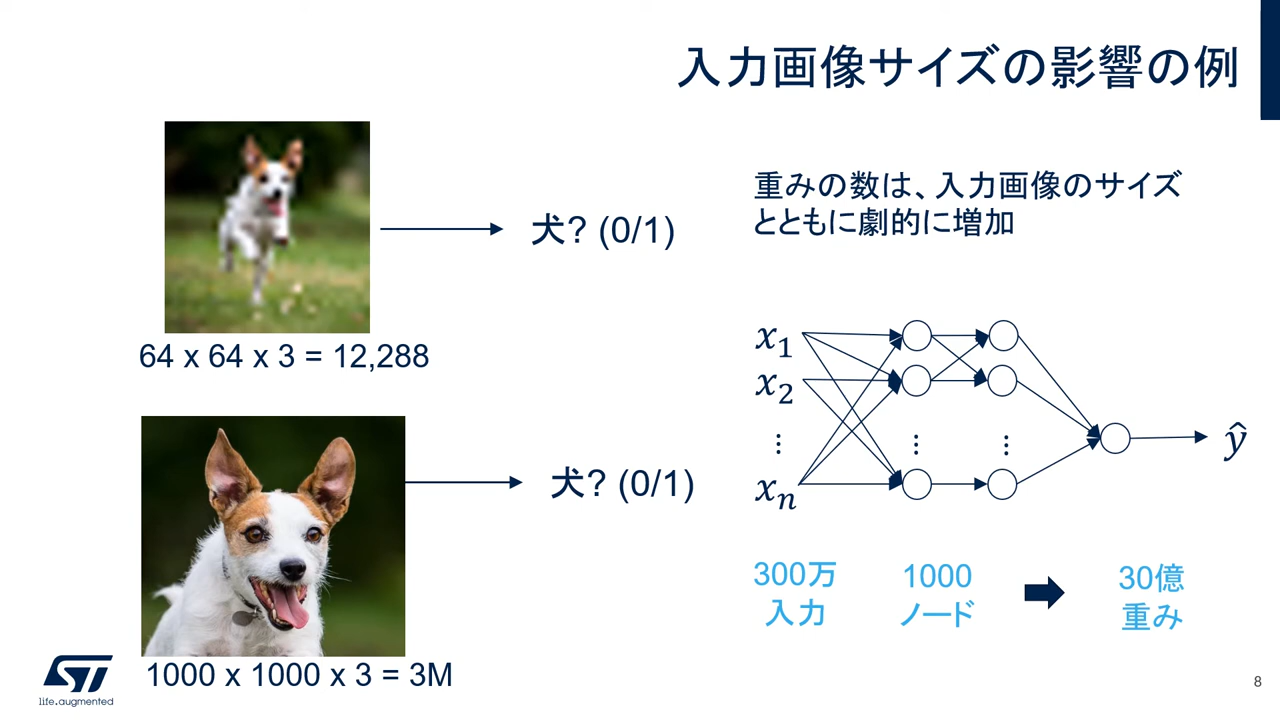 入力画像サイズの影響の例
犬? (0/1)
64 x 64 x 3 = 12,288
重みの数は、入力画像のサイズ
とともに劇的に増加
犬? (0/1)
1000 x 1000 x 3 = 3M
x₁
x₂
⋮ ⋮ ⋮
xₙ
ŷ
300万
入力
1000
ノード
30億
重み
ST
life.augmented
8